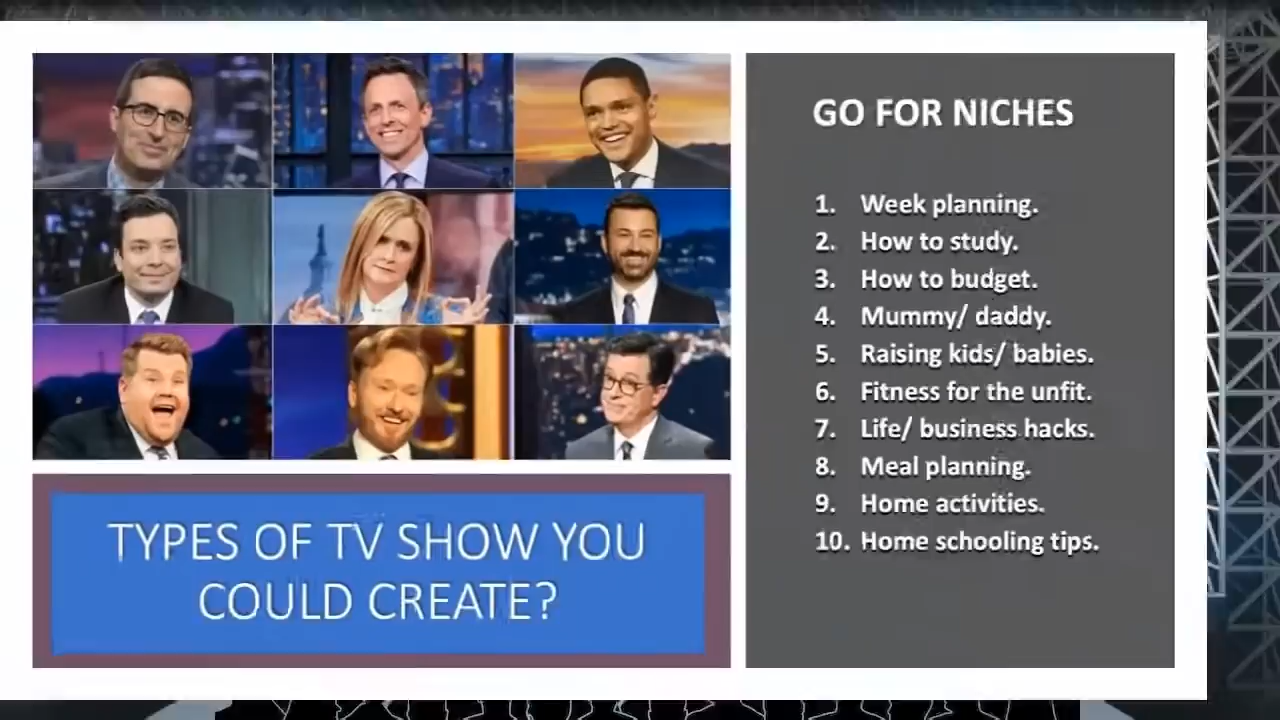 GO FOR NICHES
1. Week planning.
2. How to study.
3. How to budget.
4. Mummy/ daddy.
5. Raising kids/ babies.
6. Fitness for the unfit.
7. Life/ business hacks.
8. Meal planning.
9. Home activities.
10. Home schooling tips.
TYPES OF TV SHOW YOU
COULD CREATE?